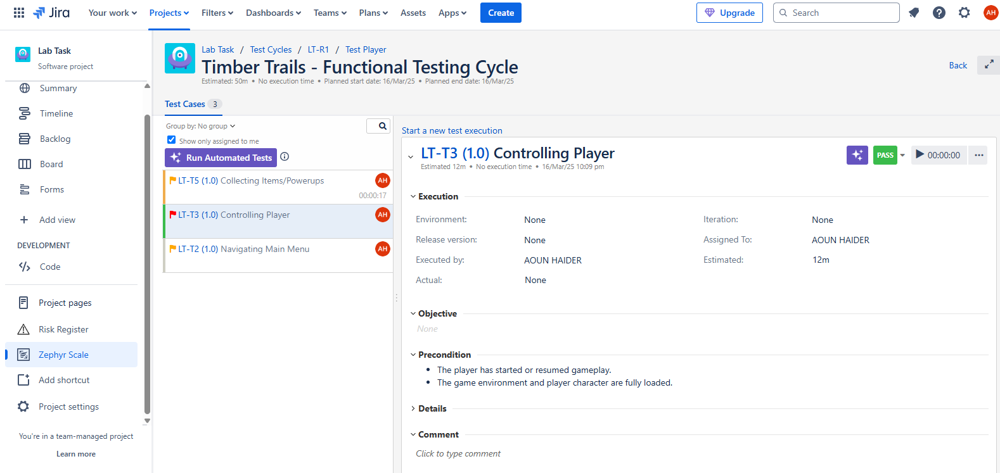 Jira
Your work
Projects
Filters
Dashboards
Teams
Plans
Assets
Apps
Create
Upgrade
Search
AH
Lab Task
Software project
Summary
Timeline
Backlog
Board
Forms
Add view
DEVELOPMENT
Code
Project pages
Risk Register
Zephyr Scale
Add shortcut
Project settings
You're in a team-managed project
Learn more
Lab Task / Test Cycles / LT-R1 / Test Player
Timber Trails - Functional Testing Cycle
Estimated: 50m • No execution time • Planned start date: 16/Mar/25 • Planned end date: 16/Mar/25
Back
Test Cases 3
Group by: No group
Show only assigned to me
Run Automated Tests
LT-T5 (1.0) Collecting Items/Powerups
AH
00:00:17
LT-T3 (1.0) Controlling Player
AH
LT-T2 (1.0) Navigating Main Menu
AH
Start a new test execution
LT-T3 (1.0) Controlling Player
Estimated 12m • No execution time • 16/Mar/25 10:09 pm
PASS
00:00:00
Execution
Environment: None
Iteration: None
Release version: None
Assigned To: AOUN HAIDER
Executed by: AOUN HAIDER
Estimated: 12m
Actual: None
Objective
None
Precondition
• The player has started or resumed gameplay.
• The game environment and player character are fully loaded.
Details
Comment
Click to type comment